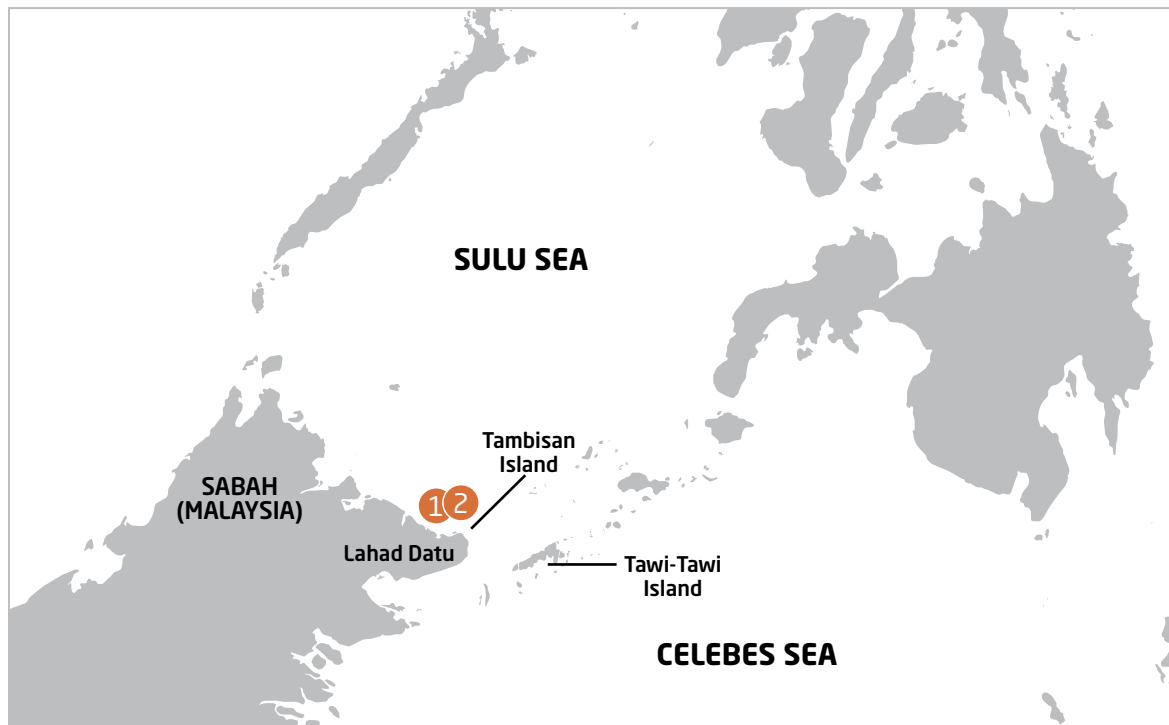 SULU SEA
Tambisan
Island
SABAH
(MALAYSIA)
1 2
Lahad Datu
Tawi-Tawi
Island
CELEBES SEA